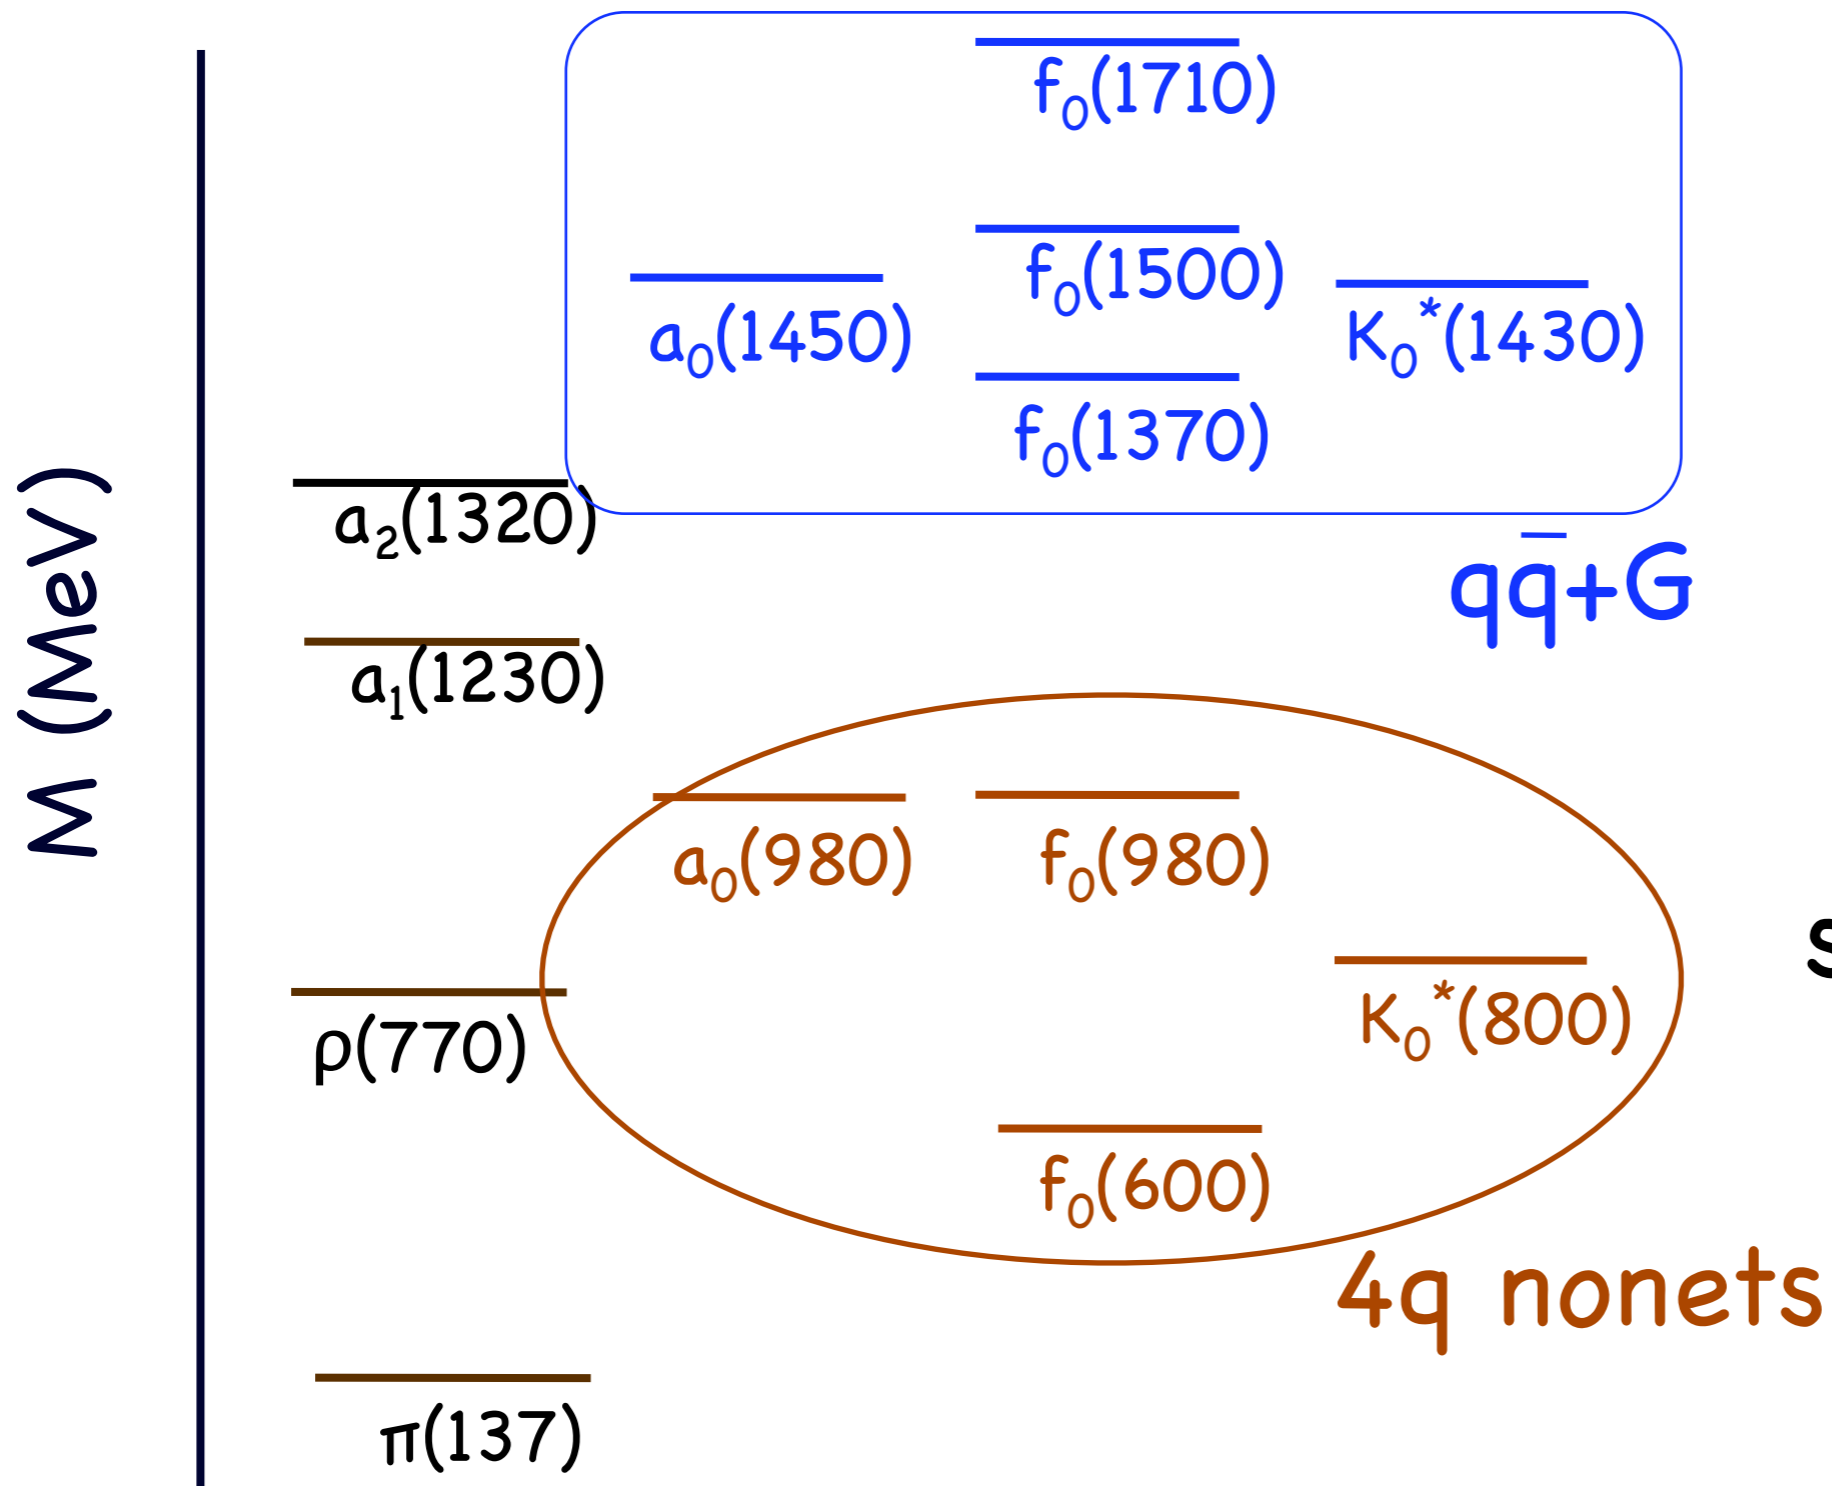 M (MeV)
f₀(1710)
f₀(1500)
a₀(1450)
K₀*(1430)
f₀(1370)
a₂(1320)
qq̅+G
a₁(1230)
a₀(980)
f₀(980)
K₀*(800)
ρ(770)
f₀(600)
4q nonets
π(137)